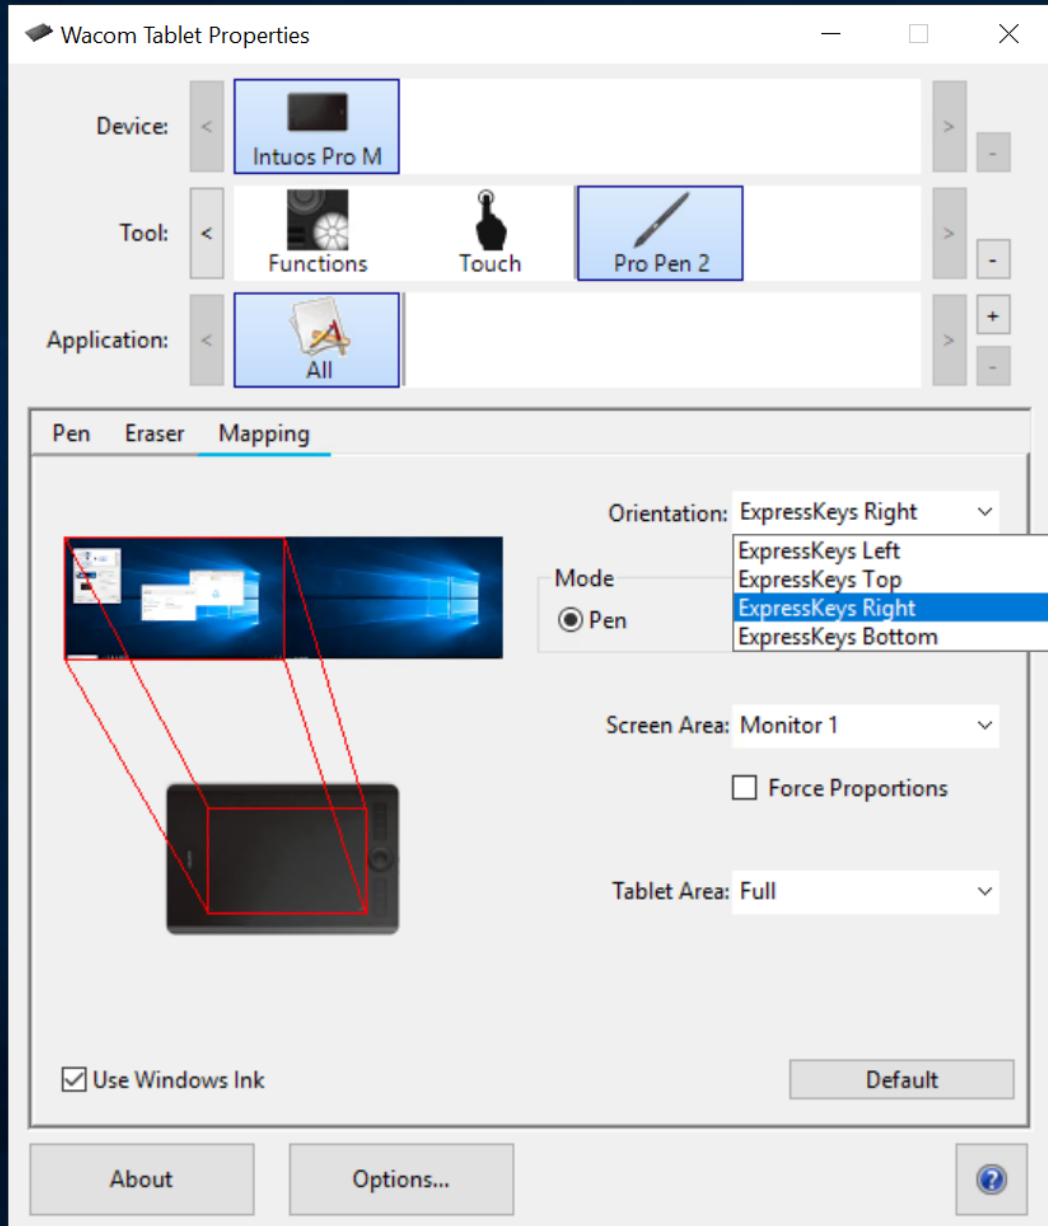 Wacom Tablet Properties
Device:
<
Intuos Pro M
>
-
Tool:
<
Functions
Touch
Pro Pen 2
>
-
Application:
<
All
>
+
-
Pen Eraser Mapping
Orientation: ExpressKeys Right
ExpressKeys Left
ExpressKeys Top
ExpressKeys Right
ExpressKeys Bottom
Mode
Pen
Screen Area: Monitor 1
Force Proportions
Tablet Area: Full
Use Windows Ink
Default
About
Options...
?